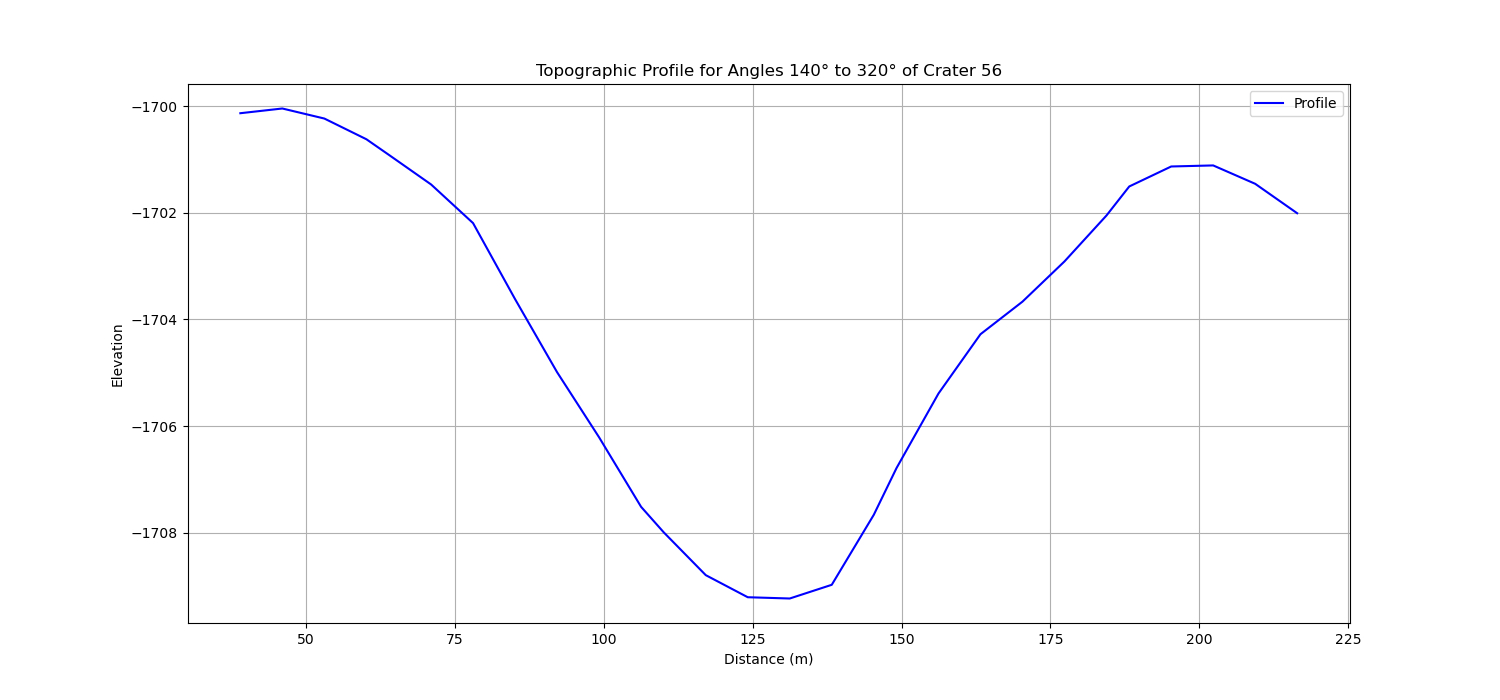 Topographic Profile for Angles 140° to 320° of Crater 56
Profile
−1700
−1702
−1704
−1706
−1708
Elevation
50 75 100 125 150 175 200 225
Distance (m)